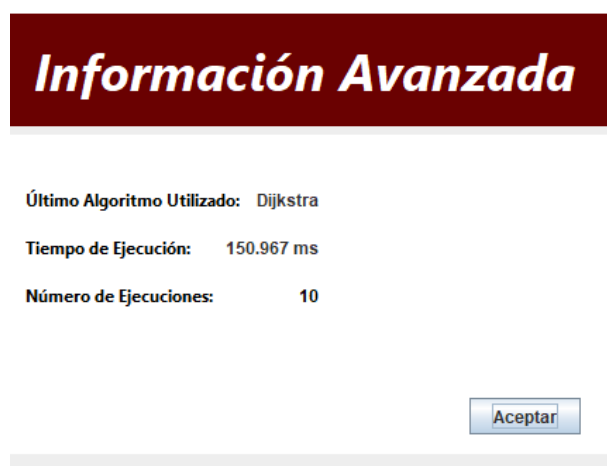 Información Avanzada
Último Algoritmo Utilizado: Dijkstra
Tiempo de Ejecución: 150.967 ms
Número de Ejecuciones: 10
Aceptar